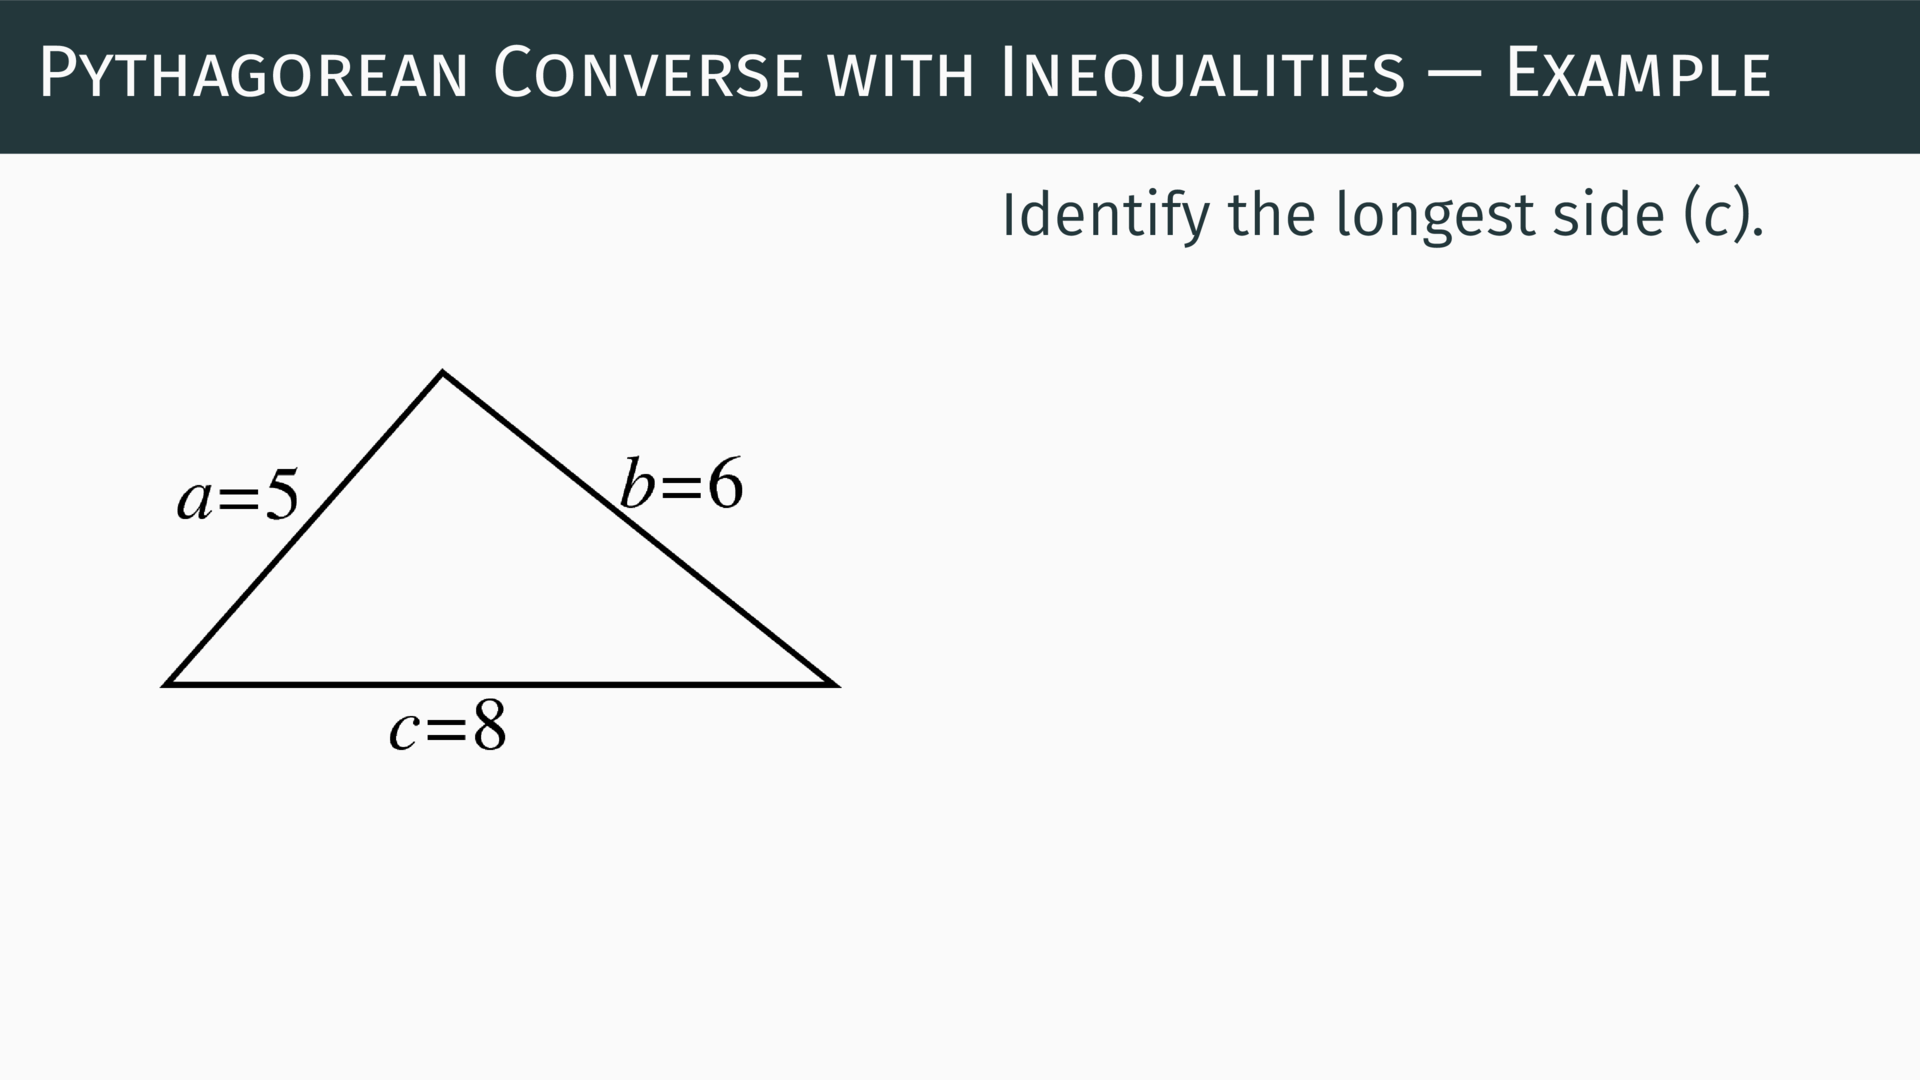 Pythagorean Converse with Inequalities — Example
Identify the longest side (c).
a=5
b=6
c=8